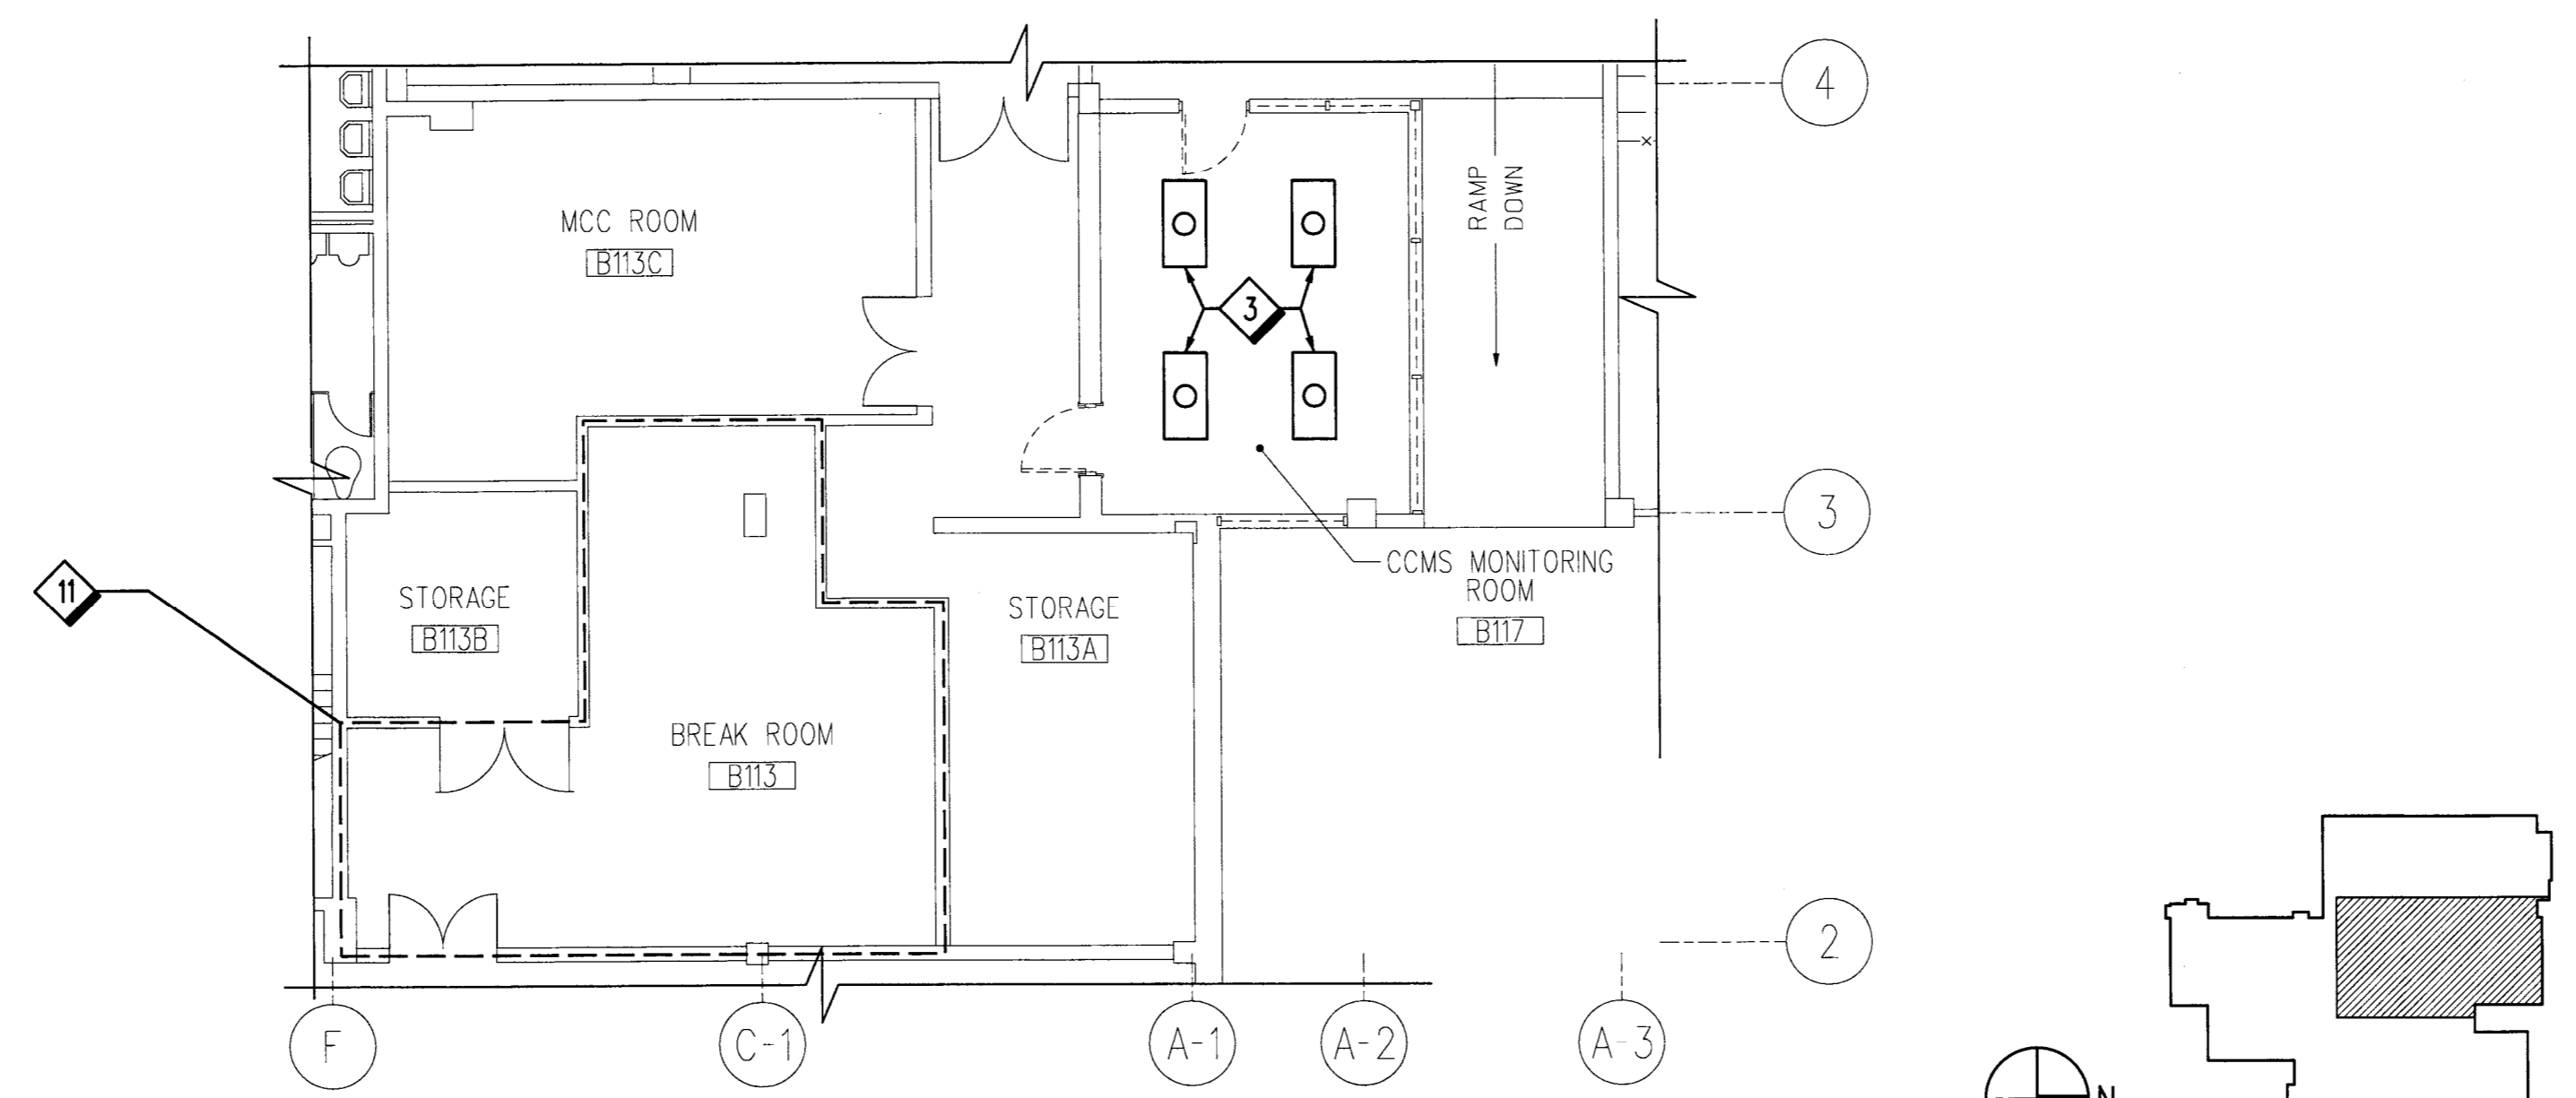 4
MCC ROOM
B113C
RAMP
DOWN
3
3
CCMS MONITORING
ROOM
B117
11
STORAGE
B113B
STORAGE
B113A
BREAK ROOM
B113
2
F
C-1
A-1
A-2
A-3
N